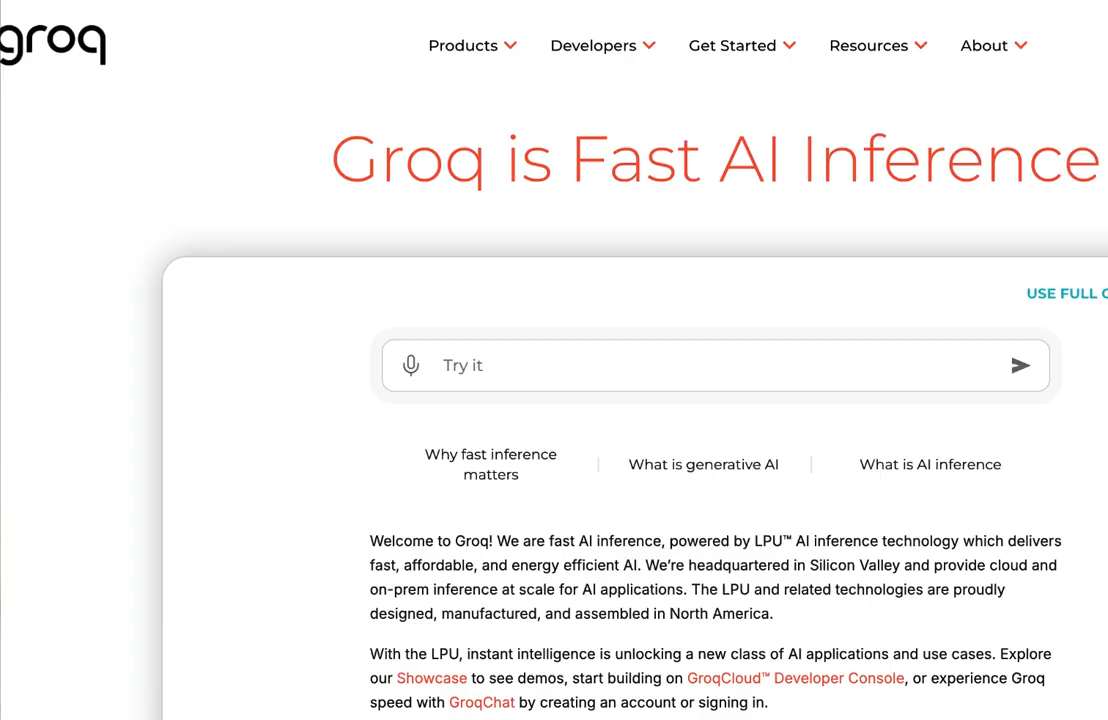 groq
Products
Developers
Get Started
Resources
About
Groq is Fast AI Inference
USE FULL
Try it
Why fast inference
matters
What is generative AI
What is AI inference
Welcome to Groq! We are fast AI inference, powered by LPU™ AI inference technology which delivers
fast, affordable, and energy efficient AI. We're headquartered in Silicon Valley and provide cloud and
on-prem inference at scale for AI applications. The LPU and related technologies are proudly
designed, manufactured, and assembled in North America.
With the LPU, instant intelligence is unlocking a new class of AI applications and use cases. Explore
our Showcase to see demos, start building on GroqCloud™ Developer Console, or experience Groq
speed with GroqChat by creating an account or signing in.